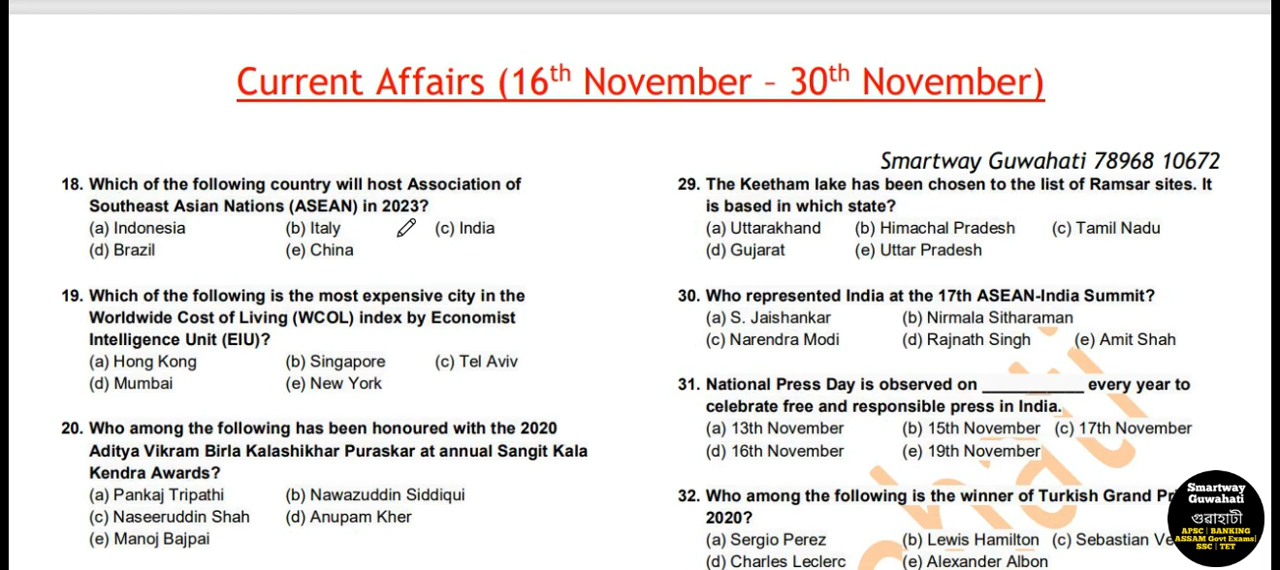 Current Affairs (16th November – 30th November)
Smartway Guwahati 78968 10672
18. Which of the following country will host Association of
Southeast Asian Nations (ASEAN) in 2023?
(a) Indonesia (b) Italy (c) India
(d) Brazil (e) China
19. Which of the following is the most expensive city in the
Worldwide Cost of Living (WCOL) index by Economist
Intelligence Unit (EIU)?
(a) Hong Kong (b) Singapore (c) Tel Aviv
(d) Mumbai (e) New York
20. Who among the following has been honoured with the 2020
Aditya Vikram Birla Kalashikhar Puraskar at annual Sangit Kala
Kendra Awards?
(a) Pankaj Tripathi (b) Nawazuddin Siddiqui
(c) Naseeruddin Shah (d) Anupam Kher
(e) Manoj Bajpai
29. The Keetham lake has been chosen to the list of Ramsar sites. It
is based in which state?
(a) Uttarakhand (b) Himachal Pradesh (c) Tamil Nadu
(d) Gujarat (e) Uttar Pradesh
30. Who represented India at the 17th ASEAN-India Summit?
(a) S. Jaishankar (b) Nirmala Sitharaman
(c) Narendra Modi (d) Rajnath Singh (e) Amit Shah
31. National Press Day is observed on ___________ every year to
celebrate free and responsible press in India.
(a) 13th November (b) 15th November (c) 17th November
(d) 16th November (e) 19th November
32. Who among the following is the winner of Turkish Grand Pr
2020?
(a) Sergio Perez (b) Lewis Hamilton (c) Sebastian Ve
(d) Charles Leclerc (e) Alexander Albon
Smartway
Guwahati
গুৱাহাটী
APSC | BANKING
ASSAM Govt Exams|
SSC | TET